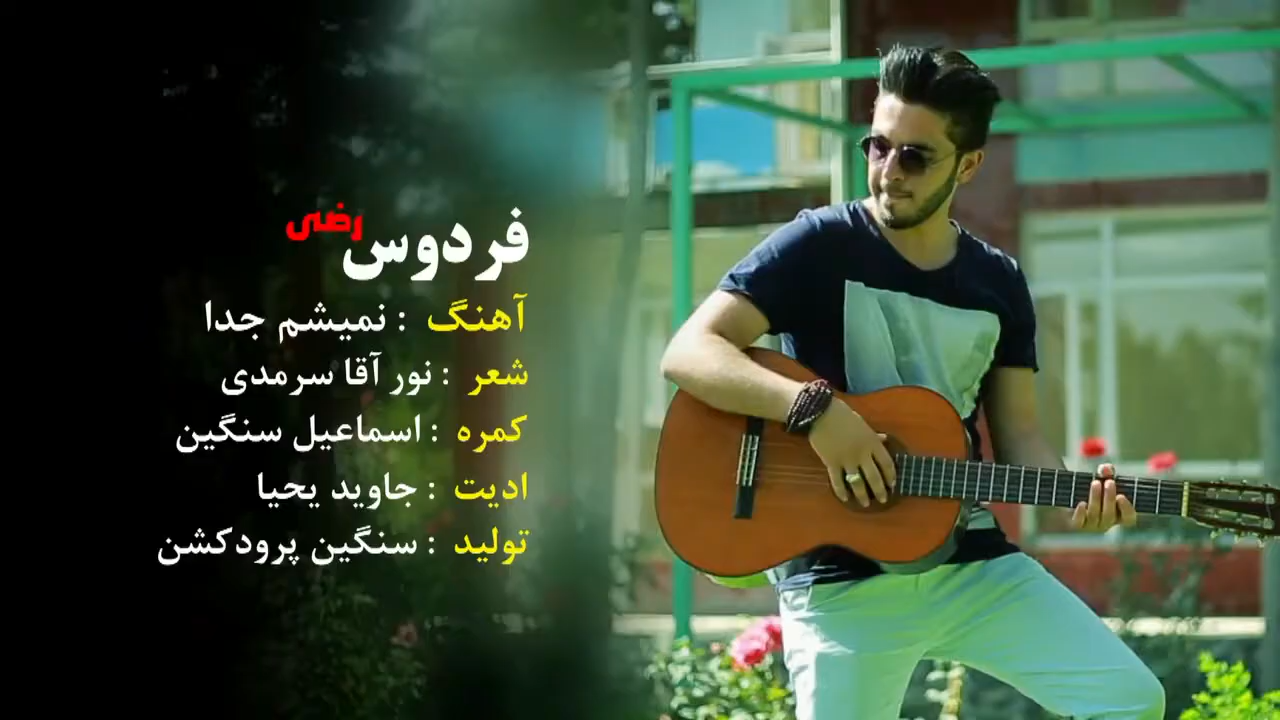 فردوس رضی
آهنگ : نمیشم جدا
شعر : نور آقا سرمدی
کمره : اسماعیل سنگین
ادیت : جاوید یحیا
تولید : سنگین پرودکشن